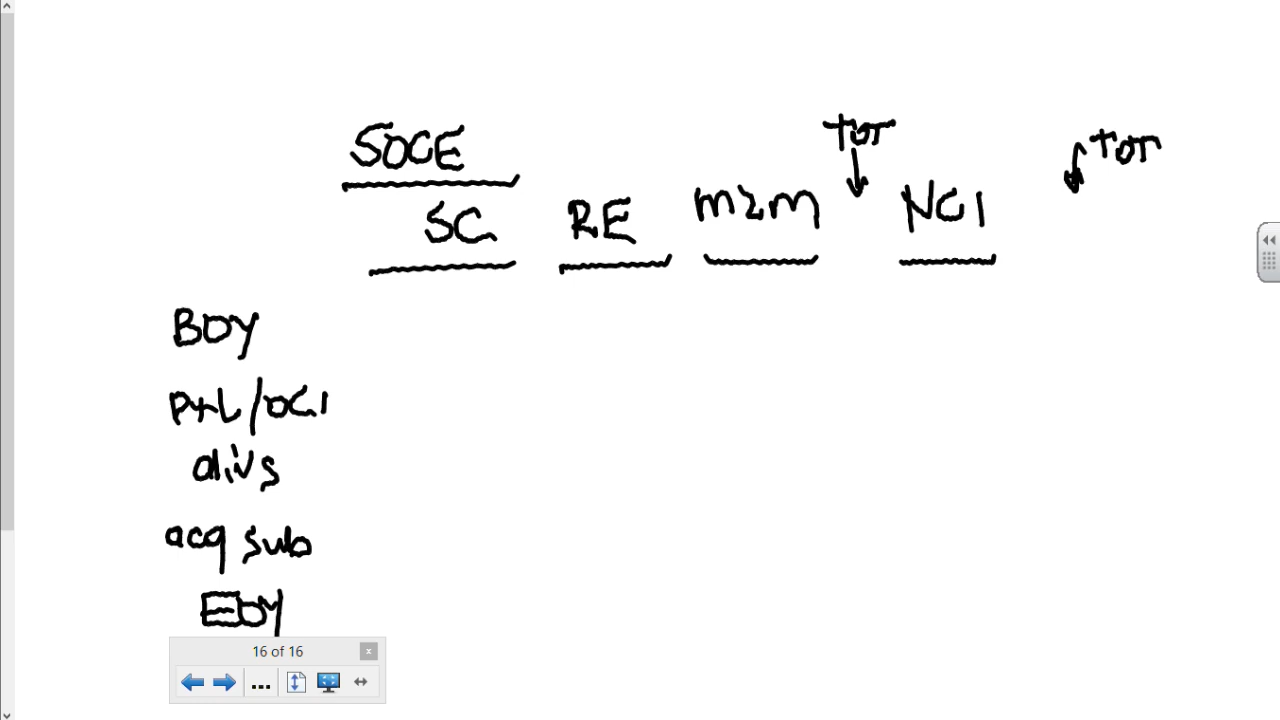 SOCE
SC RE m2m TOT NCI TOT
BOY
P+L/OCI
divs
acq sub
EOY
16 of 16
...